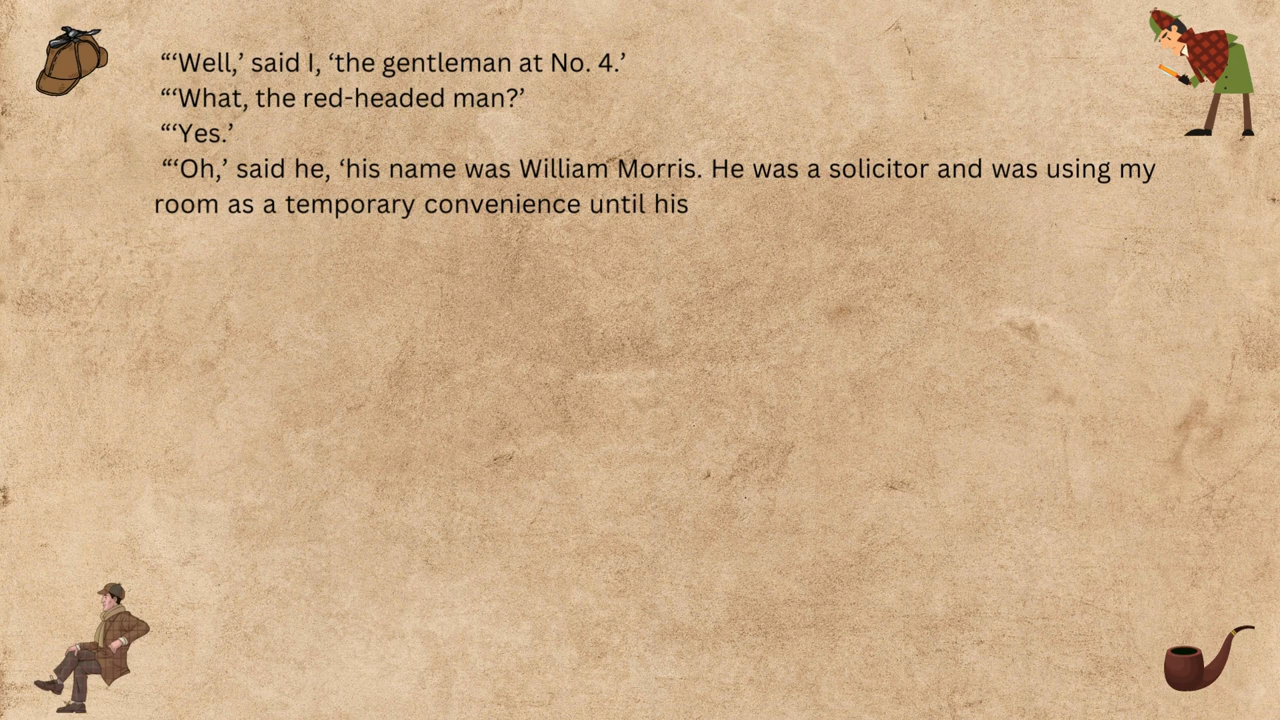 “‘Well,’ said I, ‘the gentleman at No. 4.’
“‘What, the red-headed man?’
“‘Yes.’
“‘Oh,’ said he, ‘his name was William Morris. He was a solicitor and was using my
room as a temporary convenience until his